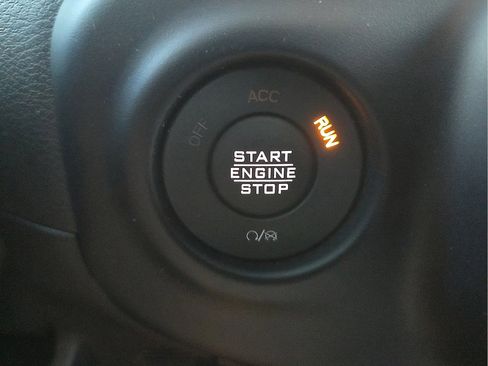 ACC
OFF
RUN
START
ENGINE
STOP